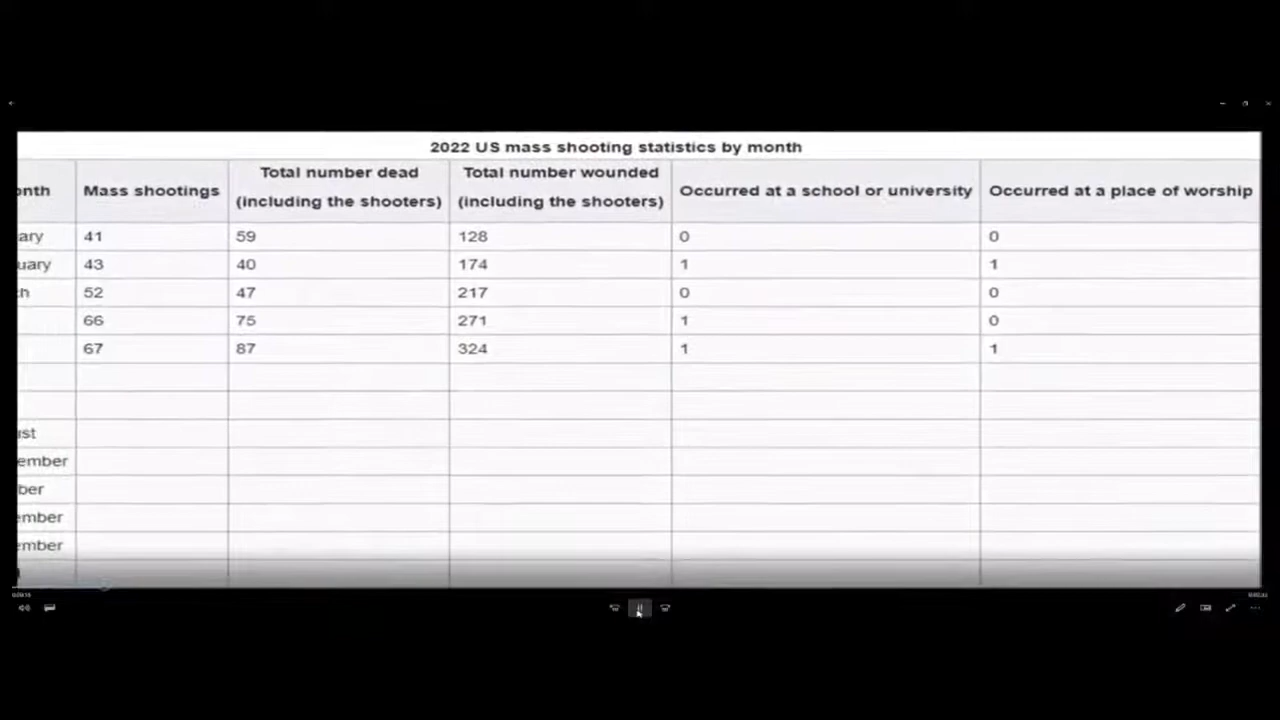 2022 US mass shooting statistics by month
onth Mass shootings Total number dead (including the shooters) Total number wounded (including the shooters) Occurred at a school or university Occurred at a place of worship
ary 41 59 128 0 0
uary 43 40 174 1 1
ch 52 47 217 0 0
66 75 271 1 0
67 87 324 1 1
ust
ember
ber
ember
ember